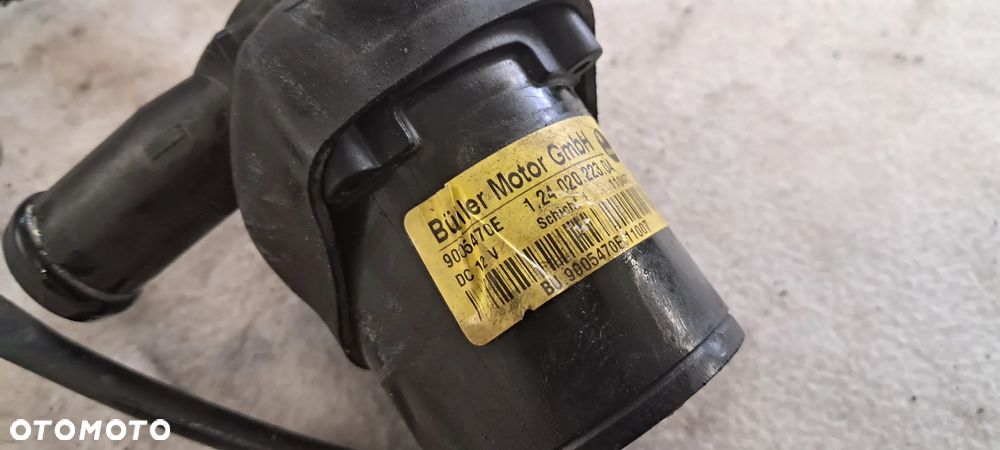 Bühler Motor GmbH
9005470E 1.24.020.223.04
DC 12 V
BU 9005470E 11007
OTOMOTO